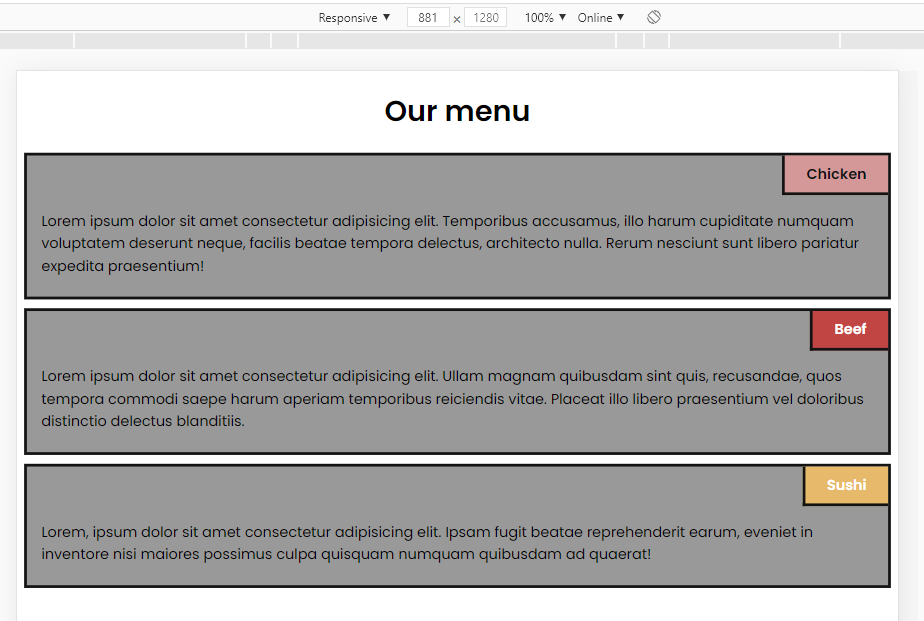 Responsive ▼ 881 × 1280 100% ▼ Online ▼
Our menu
Chicken
Lorem ipsum dolor sit amet consectetur adipisicing elit. Temporibus accusamus, illo harum cupiditate numquam
voluptatem deserunt neque, facilis beatae tempora delectus, architecto nulla. Rerum nesciunt sunt libero pariatur
expedita praesentium!
Beef
Lorem ipsum dolor sit amet consectetur adipisicing elit. Ullam magnam quibusdam sint quis, recusandae, quos
tempora commodi saepe harum aperiam temporibus reiciendis vitae. Placeat illo libero praesentium vel doloribus
distinctio delectus blanditiis.
Sushi
Lorem, ipsum dolor sit amet consectetur adipisicing elit. Ipsam fugit beatae reprehenderit earum, eveniet in
inventore nisi maiores possimus culpa quisquam numquam quibusdam ad quaerat!